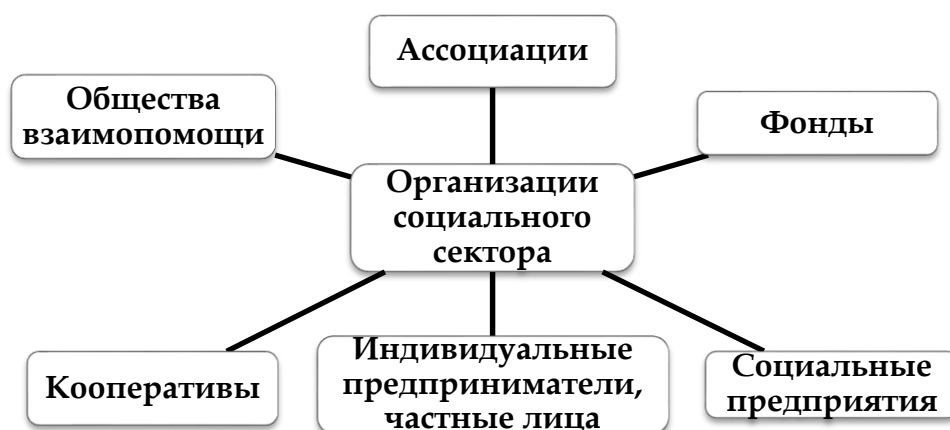 Ассоциации
Общества
взаимопомощи
Фонды
Организации
социального
сектора
Кооперативы
Индивидуальные
предприниматели,
частные лица
Социальные
предприятия